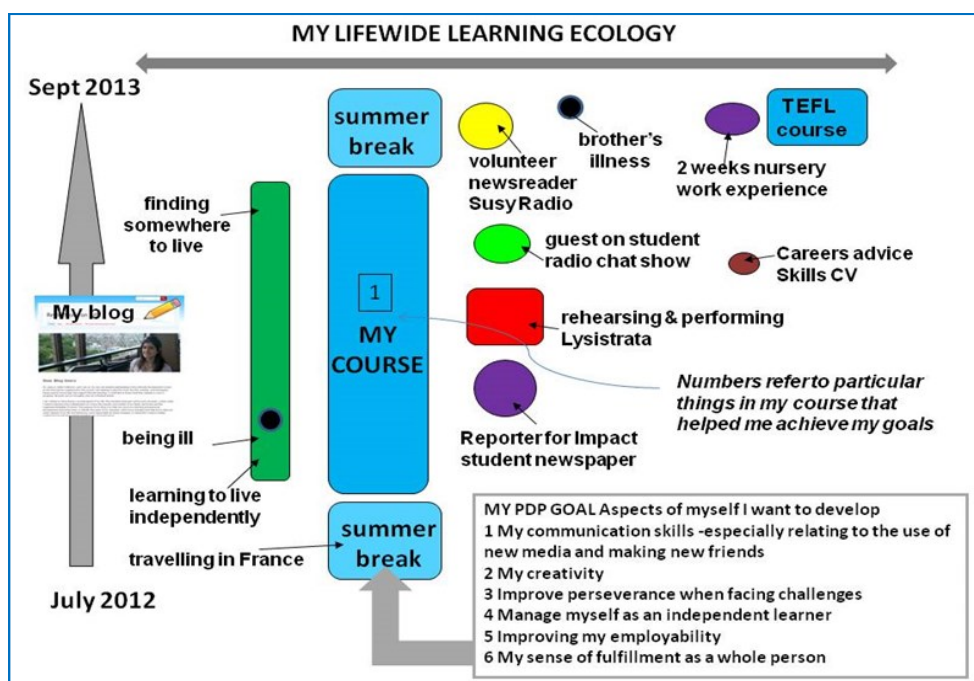 MY LIFEWIDE LEARNING ECOLOGY
Sept 2013
summer
break
volunteer
newsreader
Susy Radio
brother's
illness
TEFL
course
2 weeks nursery
work experience
finding
somewhere
to live
guest on student
radio chat show
Careers advice
Skills CV
My blog
1
MY
COURSE
rehearsing & performing
Lysistrata
Numbers refer to particular
things in my course that
helped me achieve my goals
being ill
Reporter for Impact
student newspaper
learning to live
independently
travelling in France
summer
break
July 2012
MY PDP GOAL Aspects of myself I want to develop
1 My communication skills -especially relating to the use of
new media and making new friends
2 My creativity
3 Improve perseverance when facing challenges
4 Manage myself as an independent learner
5 Improving my employability
6 My sense of fulfillment as a whole person